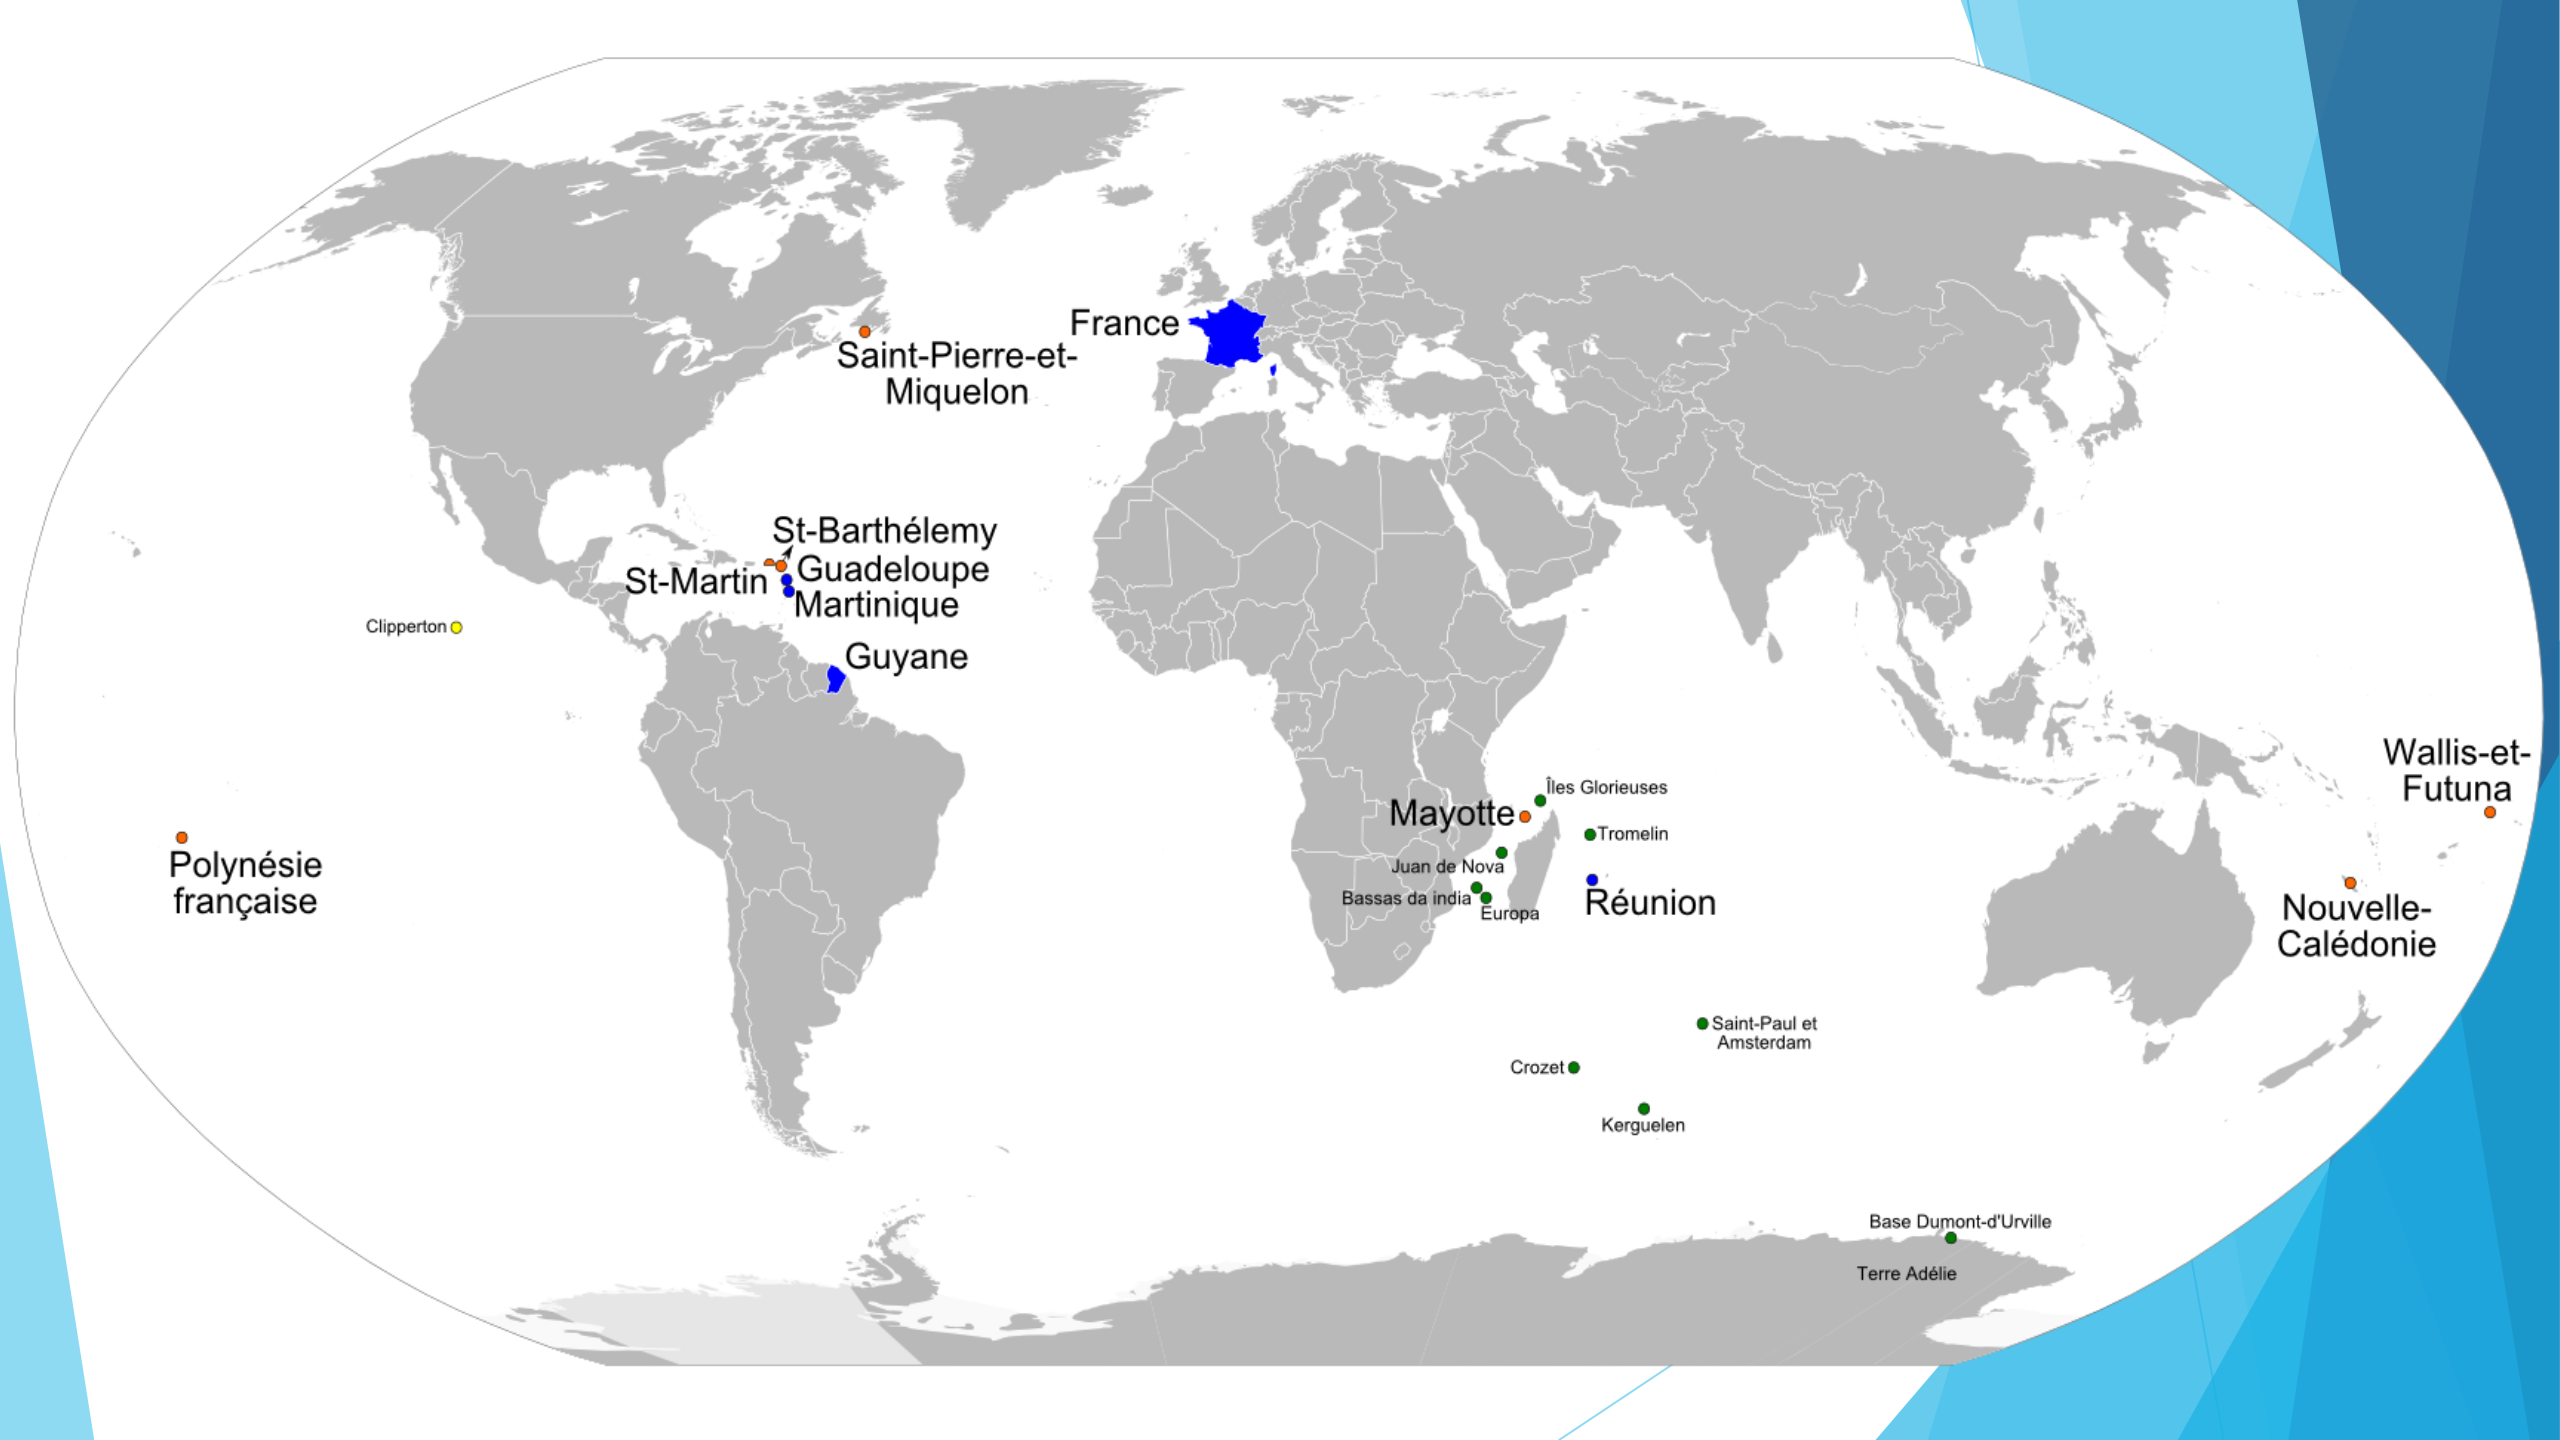 France
Saint-Pierre-et-
Miquelon
St-Barthélemy
Guadeloupe
St-Martin
Martinique
Clipperton
Guyane
Wallis-et-
Futuna
Îles Glorieuses
Mayotte
Tromelin
Polynésie
française
Juan de Nova
Bassas da india
Europa
Réunion
Nouvelle-
Calédonie
Saint-Paul et
Amsterdam
Crozet
Kerguelen
Base Dumont-d'Urville
Terre Adélie